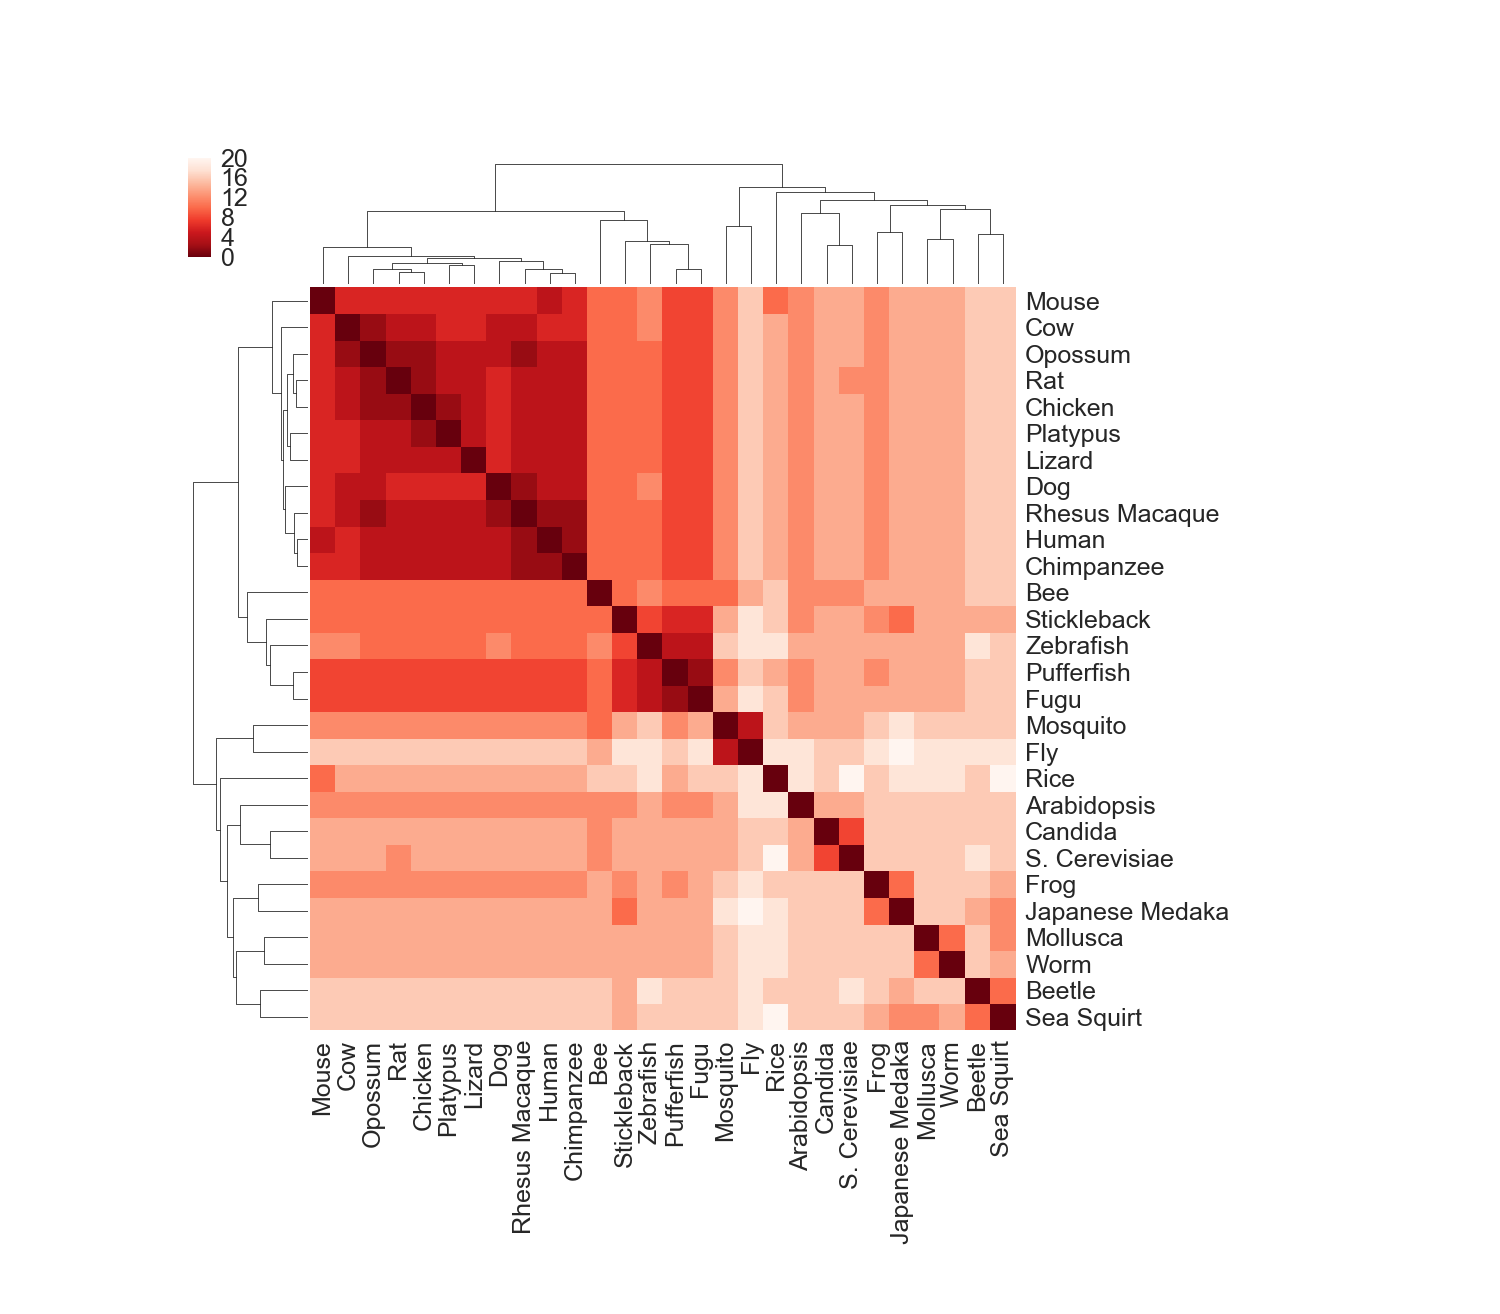 20
16
12
8
4
0
Mouse
Cow
Opossum
Rat
Chicken
Platypus
Lizard
Dog
Rhesus Macaque
Human
Chimpanzee
Bee
Stickleback
Zebrafish
Pufferfish
Fugu
Mosquito
Fly
Rice
Arabidopsis
Candida
S. Cerevisiae
Frog
Japanese Medaka
Mollusca
Worm
Beetle
Sea Squirt
Mouse
Cow
Opossum
Rat
Chicken
Platypus
Lizard
Dog
Rhesus Macaque
Human
Chimpanzee
Bee
Stickleback
Zebrafish
Pufferfish
Fugu
Mosquito
Fly
Rice
Arabidopsis
Candida
S. Cerevisiae
Frog
Japanese Medaka
Mollusca
Worm
Beetle
Sea Squirt